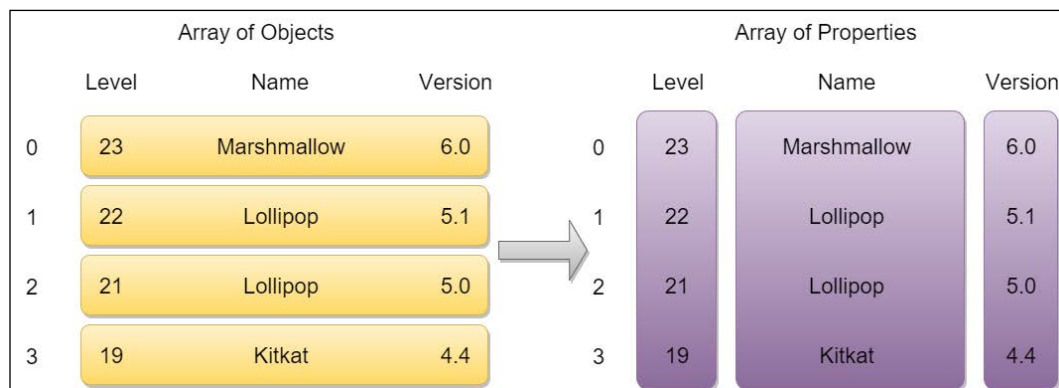 Array of Objects
Level Name Version
0 23 Marshmallow 6.0
1 22 Lollipop 5.1
2 21 Lollipop 5.0
3 19 Kitkat 4.4
Array of Properties
Level Name Version
0 23 Marshmallow 6.0
1 22 Lollipop 5.1
2 21 Lollipop 5.0
3 19 Kitkat 4.4